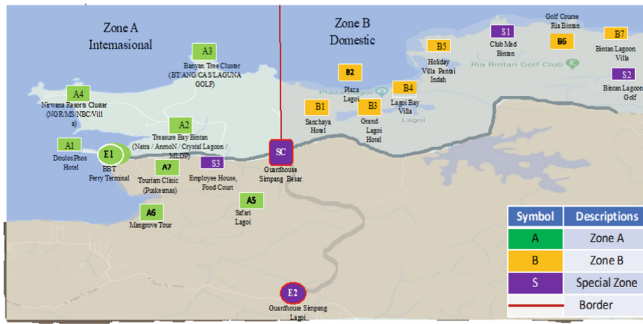 Zone A
Internasional
Zone B
Domestic
A3
Banyan Tree Cluster
(BT/ANG/CAS/LAGUNA
GOLF)
A4
Nirwana Resorts Cluster
(NGR/MS/NBC/Vill
a)
A2
Treasure Bay Bintan
(Natra / AnmoN / Crystal Lagoon /
A1
DoulosPhos
Hotel
E1
BBT
Ferry Terminal
A7
Tourism Clinic
(Puskesmas)
S3
Employee House,
Food Court
A6
Mangrove Tour
A5
Safari
Lagoi
SC
Guardhouse
Simpang Besar
E2
Guardhouse Simpang
Lagoi
B1
Sanchaya
Hotel
B2
Plaza
Lagoi
B3
Grand
Lagoi
Hotel
B4
Lagoi Bay
Villa
Lagoi
B5
Holiday
Villa Pantai
Indah
S1
Club Med
Bintan
Ria Bintan Golf Club
Golf Course
Ria Bintan
B6
B7
Bintan Lagoon
Villa
S2
Bintan Lagoon
Golf
Symbol Descriptions
A Zone A
B Zone B
S Special Zone
Border